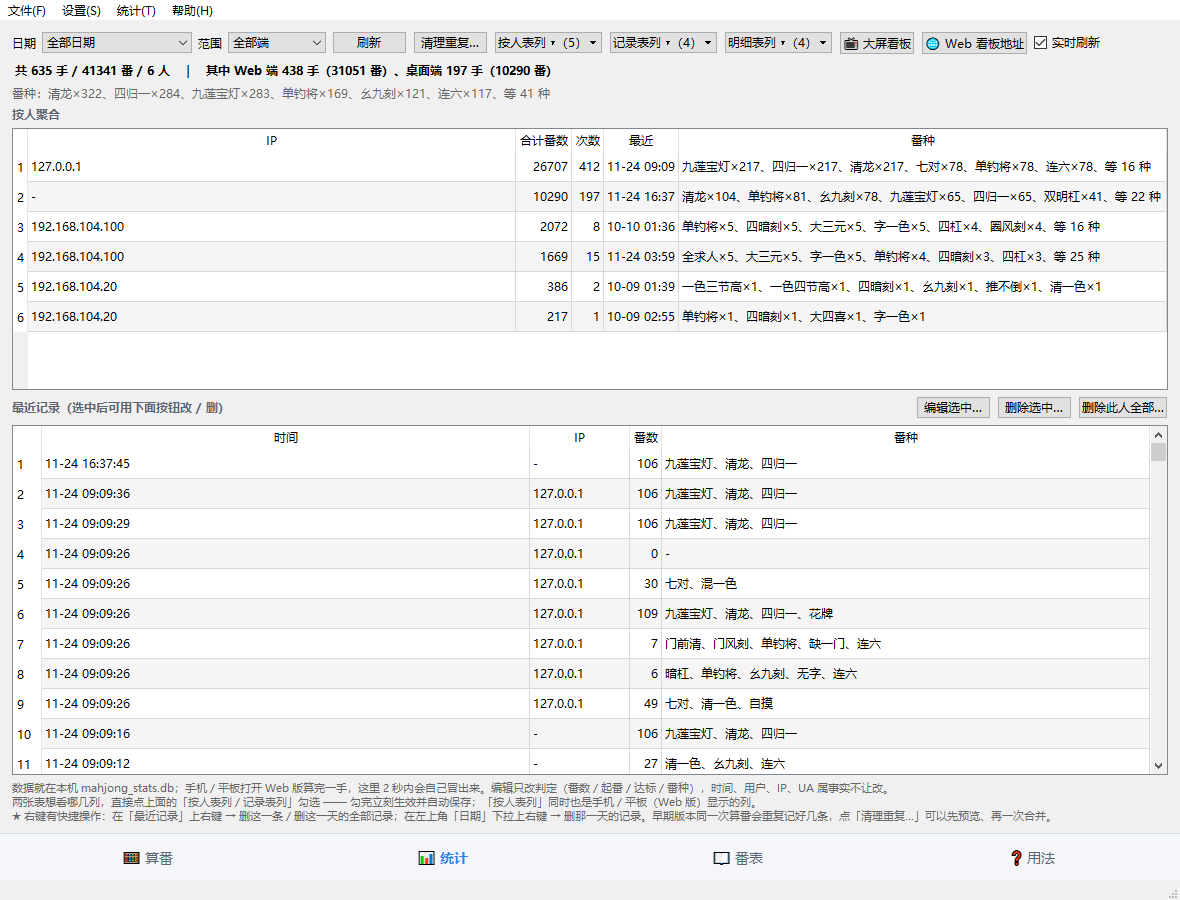 文件(F) 设置(S) 统计(T) 帮助(H)
日期 全部日期 范围 全部端 刷新 清理重复... 按人表列 ▾ (5) 记录表列 ▾ (4) 明细表列 ▾ (4) 大屏看板 Web 看板地址 实时刷新
共 635 手 / 41341 番 / 6 人 | 其中 Web 端 438 手（31051 番）、桌面端 197 手（10290 番）
番种：清龙×322、四归一×284、九莲宝灯×283、单钓将×169、幺九刻×121、连六×117、等 41 种
按人聚合
IP 合计番数 次数 最近 番种
1 127.0.0.1 26707 412 11-24 09:09 九莲宝灯×217、四归一×217、清龙×217、七对×78、单钓将×78、连六×78、等 16 种
2 - 10290 197 11-24 16:37 清龙×104、单钓将×81、幺九刻×78、九莲宝灯×65、四归一×65、双明杠×41、等 22 种
3 192.168.104.100 2072 8 10-10 01:36 单钓将×5、四暗刻×5、大三元×5、字一色×5、四杠×4、圈风刻×4、等 16 种
4 192.168.104.100 1669 15 11-24 03:59 全求人×5、大三元×5、字一色×5、单钓将×4、四暗刻×3、四杠×3、等 25 种
5 192.168.104.20 386 2 10-09 01:39 一色三节高×1、一色四节高×1、四暗刻×1、幺九刻×1、推不倒×1、清一色×1
6 192.168.104.20 217 1 10-09 02:55 单钓将×1、四暗刻×1、大四喜×1、字一色×1
最近记录（选中后可用下面按钮改 / 删） 编辑选中... 删除选中... 删除此人全部...
时间 IP 番数 番种
1 11-24 16:37:45 - 106 九莲宝灯、清龙、四归一
2 11-24 09:09:36 127.0.0.1 106 九莲宝灯、清龙、四归一
3 11-24 09:09:29 127.0.0.1 106 九莲宝灯、清龙、四归一
4 11-24 09:09:26 127.0.0.1 0 -
5 11-24 09:09:26 127.0.0.1 30 七对、混一色
6 11-24 09:09:26 127.0.0.1 109 九莲宝灯、清龙、四归一、花牌
7 11-24 09:09:26 127.0.0.1 7 门前清、门风刻、单钓将、缺一门、连六
8 11-24 09:09:26 127.0.0.1 6 暗杠、单钓将、幺九刻、无字、连六
9 11-24 09:09:26 127.0.0.1 49 七对、清一色、自摸
10 11-24 09:09:16 - 106 九莲宝灯、清龙、四归一
11 11-24 09:09:12 - 27 清一色、幺九刻、连六
数据就在本机 mahjong_stats.db；手机 / 平板打开 Web 版算完一手，这里 2 秒内会自己冒出来。编辑只改判定（番数 / 起番 / 达标 / 番种），时间、用户、IP、UA 属事实不让改。
两张表想看哪几列，直接点上面的「按人表列 / 记录表列」勾选 —— 勾完立刻生效并自动保存；「按人表列」同时也是手机 / 平板（Web 版）显示的列。
★ 右键有快捷操作：在「最近记录」上右键 → 删这一条 / 删这一天的全部记录；在左上角「日期」下拉上右键 → 删那一天的记录。早期版本同一次算番会重复记好几条，点「清理重复...」可以先预览、再一次合并。
算番 统计 番表 用法